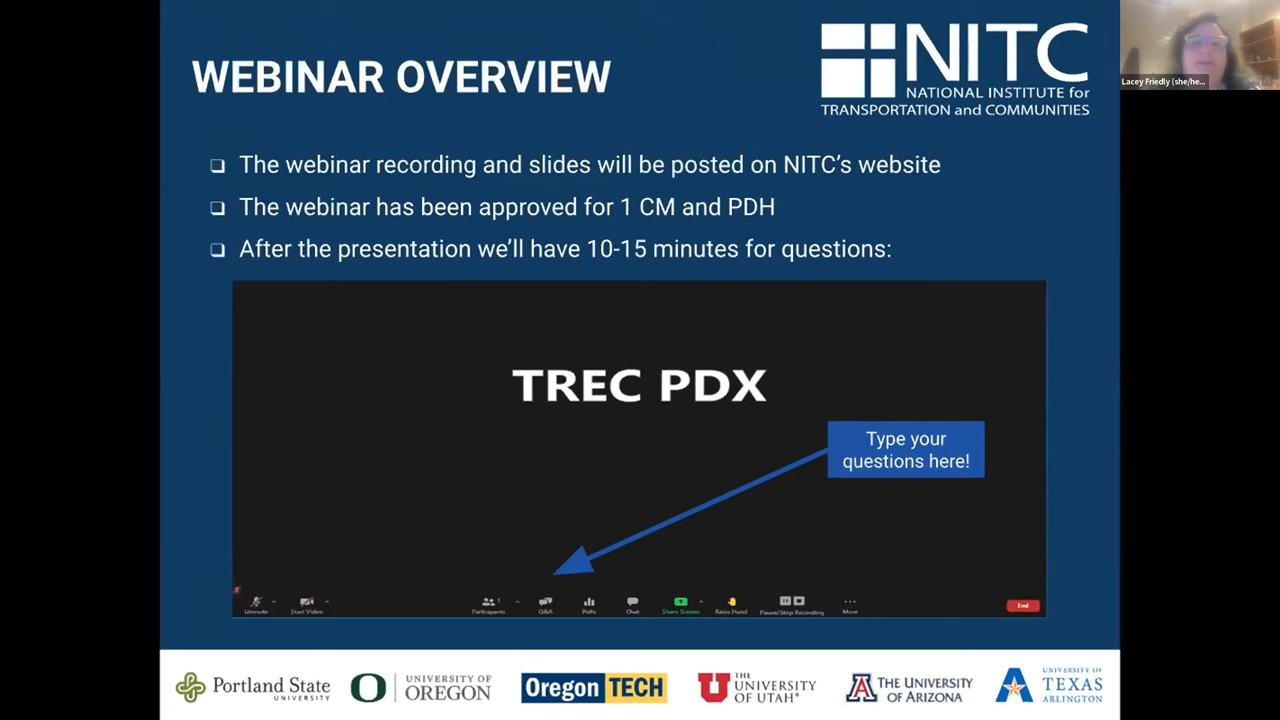 WEBINAR OVERVIEW
NITC
NATIONAL INSTITUTE for
TRANSPORTATION and COMMUNITIES
Lacey Friedly (she/he...
❑ The webinar recording and slides will be posted on NITC's website
❑ The webinar has been approved for 1 CM and PDH
❑ After the presentation we'll have 10-15 minutes for questions:
TREC PDX
Type your
questions here!
Unmute Start Video Participants 1 Q&A Polls Chat Share Screen Raise Hand Pause/Stop Recording More End
Portland State
UNIVERSITY
UNIVERSITY OF
OREGON
Oregon TECH
THE
UNIVERSITY
OF UTAH®
THE UNIVERSITY
OF ARIZONA
UNIVERSITY OF
TEXAS
ARLINGTON